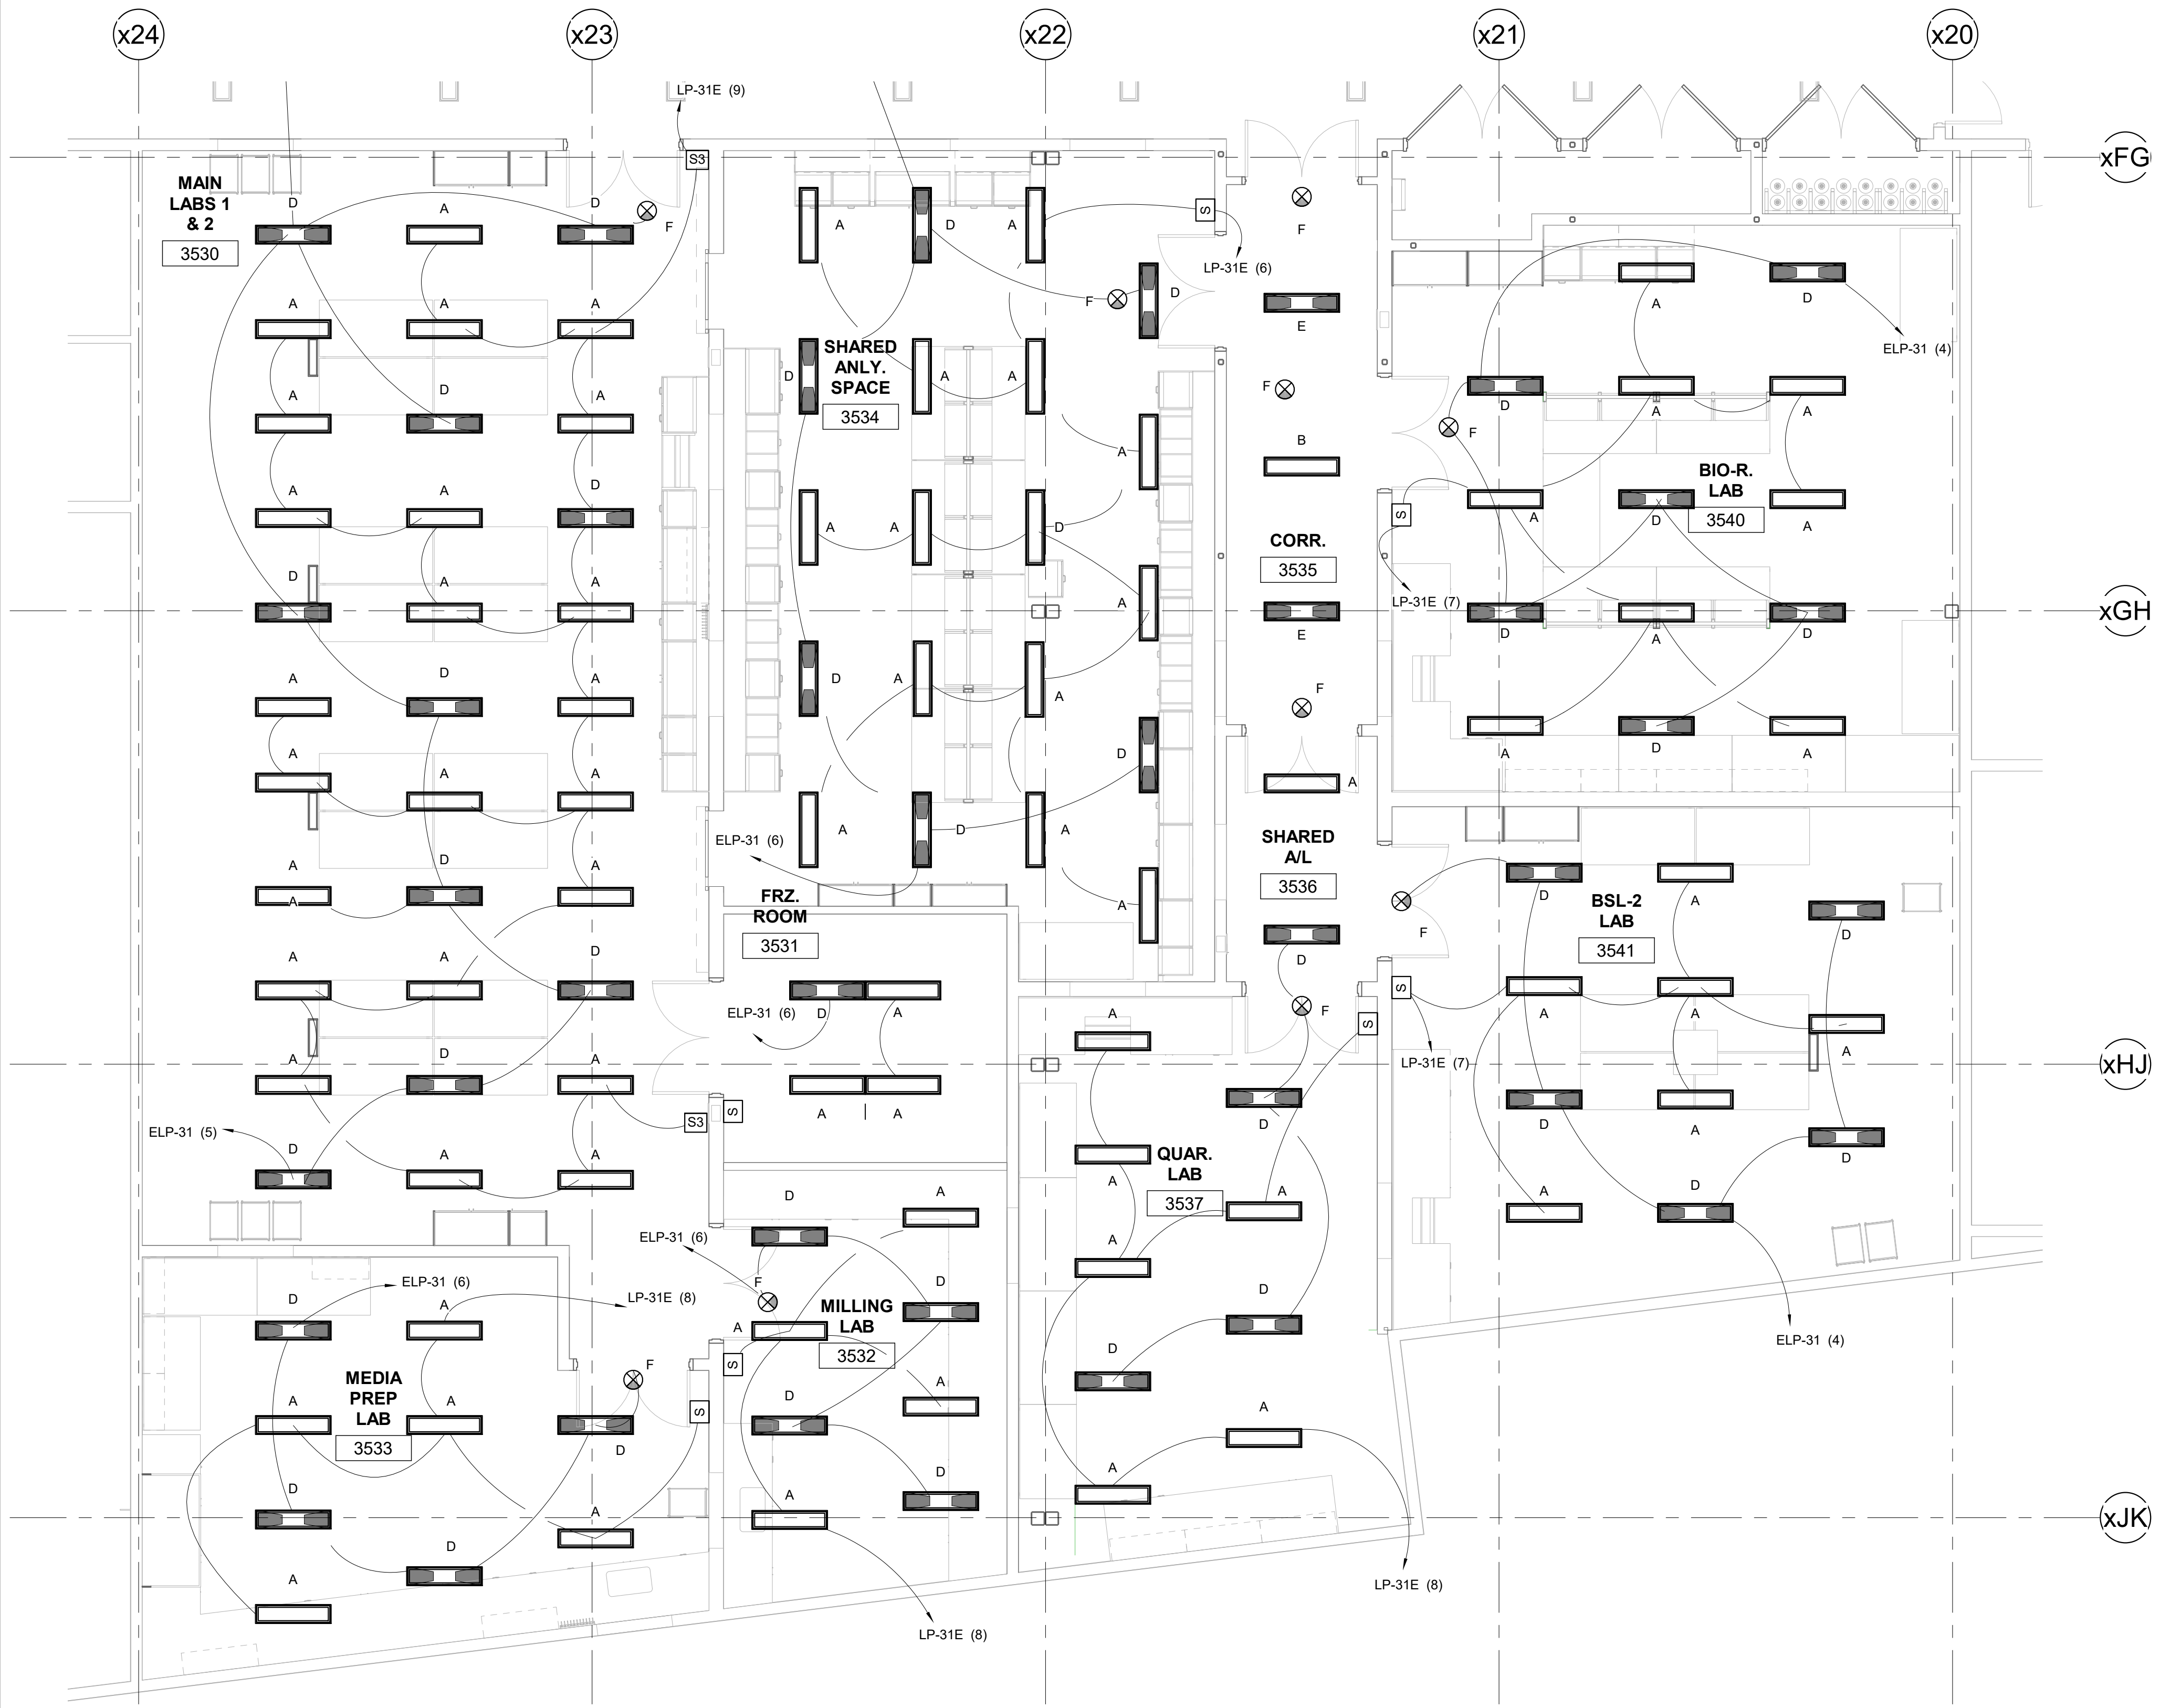 x24
x23
x22
x21
x20
LP-31E (9)
S3
xFG
MAIN
LABS 1
& 2
3530
D
A
D
F
A
D
A
S
F
LP-31E (6)
F
D
E
A
D
ELP-31 (4)
A
A
A
SHARED
ANLY.
SPACE
3534
D
A
A
F
D
A
A
A
D
A
F
B
A
BIO-R.
LAB
3540
A
A
D
A
A
D
S
A
D
A
CORR.
3535
LP-31E (7)
D
A
A
A
E
D
A
D
xGH
A
D
A
D
A
A
F
A
A
A
D
A
D
A
A
A
D
A
A
ELP-31 (6)
SHARED
A/L
3536
A
D
A
A
FRZ.
ROOM
3531
A
D
A
F
BSL-2
LAB
3541
D
A
A
D
D
ELP-31 (6)
D
A
F
S
S
A
A
A
A
LP-31E (7)
xHJ
A
D
A
S3
S
A
A
D
D
A
D
ELP-31 (5)
D
A
A
QUAR.
LAB
3537
A
A
D
A
A
D
ELP-31 (6)
F
D
A
D
ELP-31 (4)
ELP-31 (6)
D
A
LP-31E (8)
MILLING
LAB
3532
A
S
D
F
MEDIA
PREP
LAB
3533
A
A
S
D
D
A
A
D
A
A
D
A
xJK
D
A
LP-31E (8)
LP-31E (8)